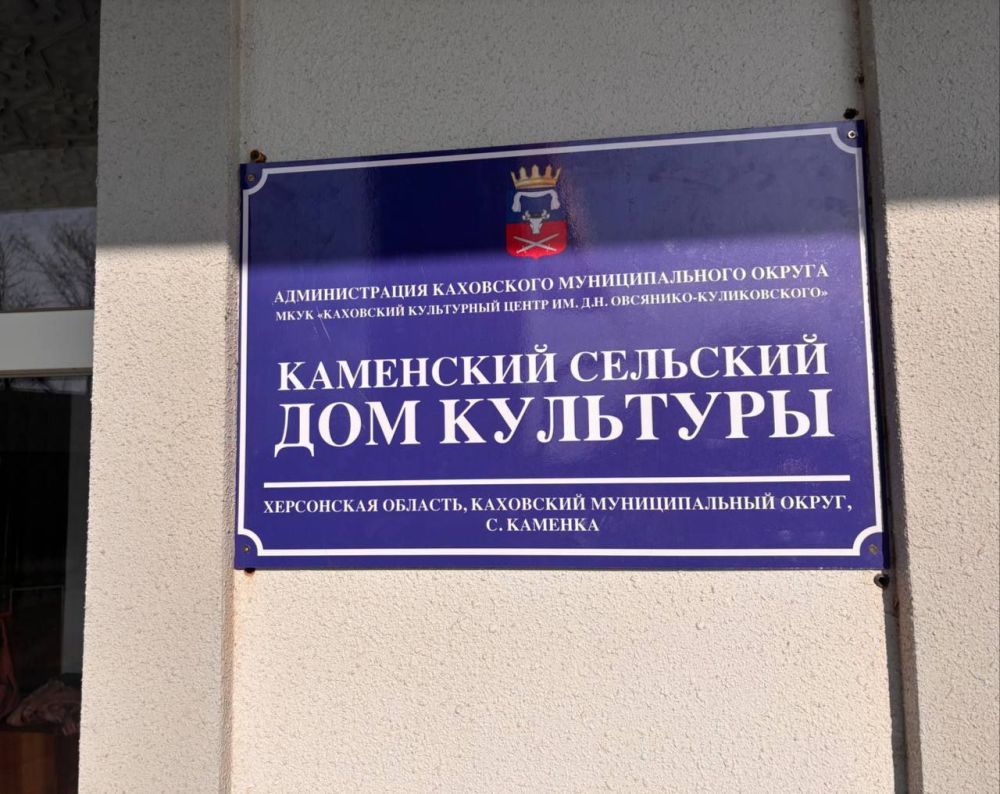 АДМИНИСТРАЦИЯ КАХОВСКОГО МУНИЦИПАЛЬНОГО ОКРУГА
МКУК «КАХОВСКИЙ КУЛЬТУРНЫЙ ЦЕНТР ИМ. Д.Н. ОВСЯНИКО-КУЛИКОВСКОГО»
КАМЕНСКИЙ СЕЛЬСКИЙ
ДОМ КУЛЬТУРЫ
ХЕРСОНСКАЯ ОБЛАСТЬ, КАХОВСКИЙ МУНИЦИПАЛЬНЫЙ ОКРУГ,
С. КАМЕНКА